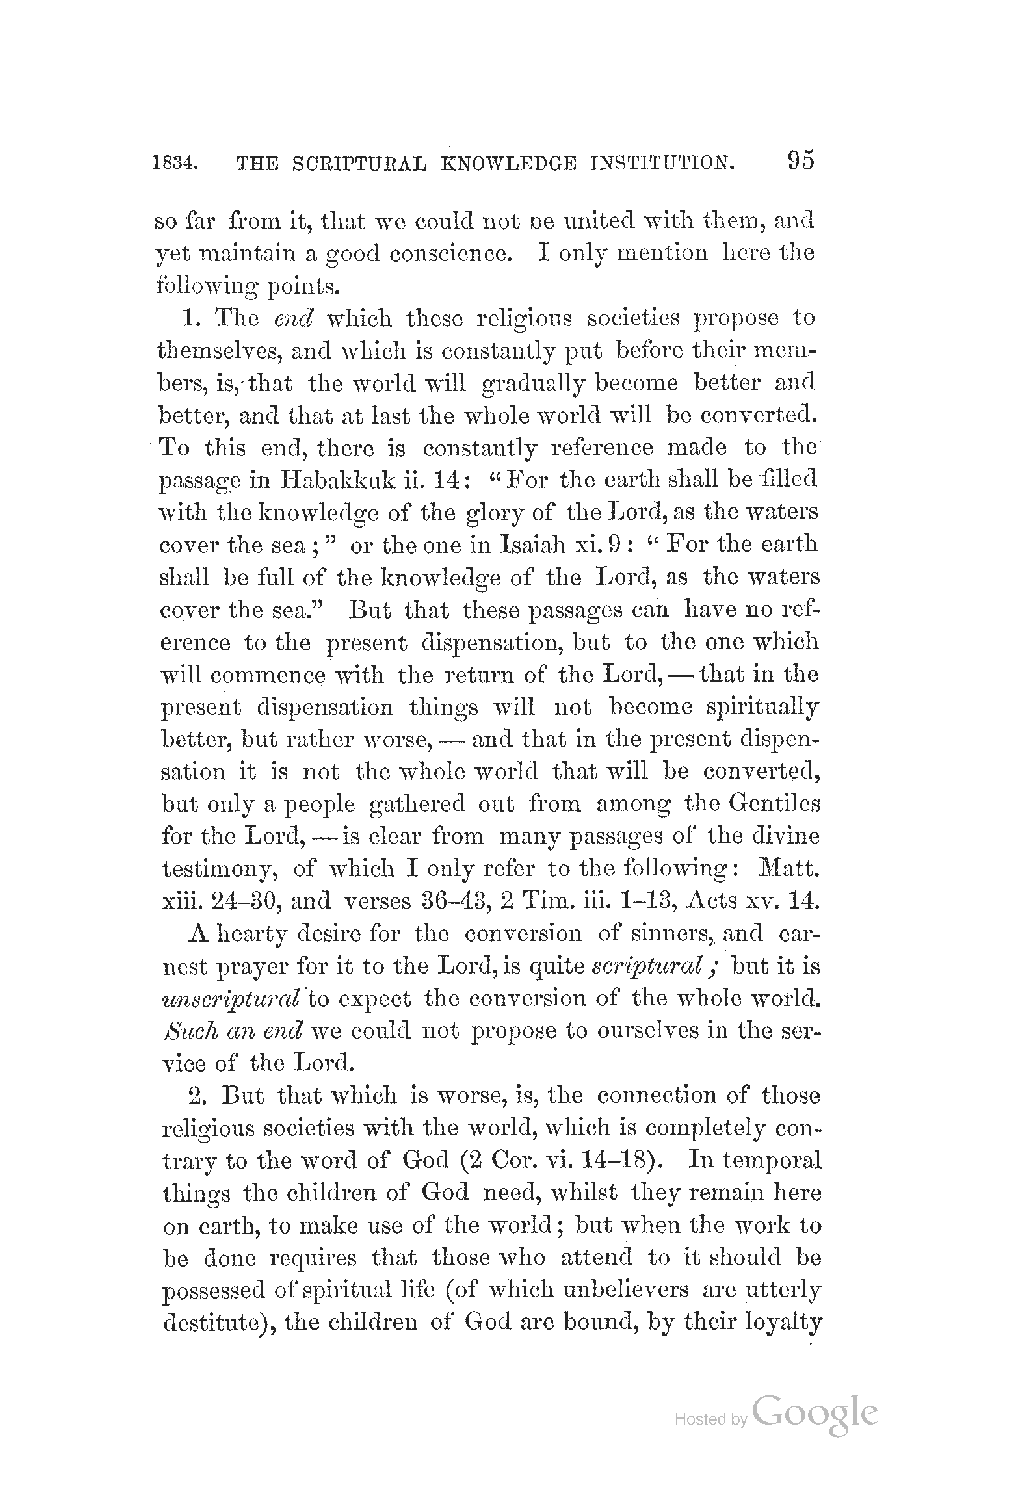 1834. THE SCRIPTURAL KNOWLEDGE INSTITUTION. 95
so far from it, that we could not be united with them, and
yet maintain a good conscience. I only mention here the
following points.
1. The end which these religious societies propose to
themselves, and which is constantly put before their mem-
bers, is, that the world will gradually become better and
better, and that at last the whole world will be converted.
To this end, there is constantly reference made to the
passage in Habakkuk ii. 14: "For the earth shall be filled
with the knowledge of the glory of the Lord, as the waters
cover the sea;" or the one in Isaiah xi. 9: "For the earth
shall be full of the knowledge of the Lord, as the waters
cover the sea." But that these passages can have no ref-
erence to the present dispensation, but to the one which
will commence with the return of the Lord,—that in the
present dispensation things will not become spiritually
better, but rather worse,—and that in the present dispen-
sation it is not the whole world that will be converted,
but only a people gathered out from among the Gentiles
for the Lord,—is clear from many passages of the divine
testimony, of which I only refer to the following: Matt.
xiii. 24–30, and verses 36–43, 2 Tim. iii. 1–13, Acts xv. 14.
A hearty desire for the conversion of sinners, and ear-
nest prayer for it to the Lord, is quite scriptural; but it is
unscriptural to expect the conversion of the whole world.
Such an end we could not propose to ourselves in the ser-
vice of the Lord.
2. But that which is worse, is, the connection of those
religious societies with the world, which is completely con-
trary to the word of God (2 Cor. vi. 14–18). In temporal
things the children of God need, whilst they remain here
on earth, to make use of the world; but when the work to
be done requires that those who attend to it should be
possessed of spiritual life (of which unbelievers are utterly
destitute), the children of God are bound, by their loyalty
Hosted by Google